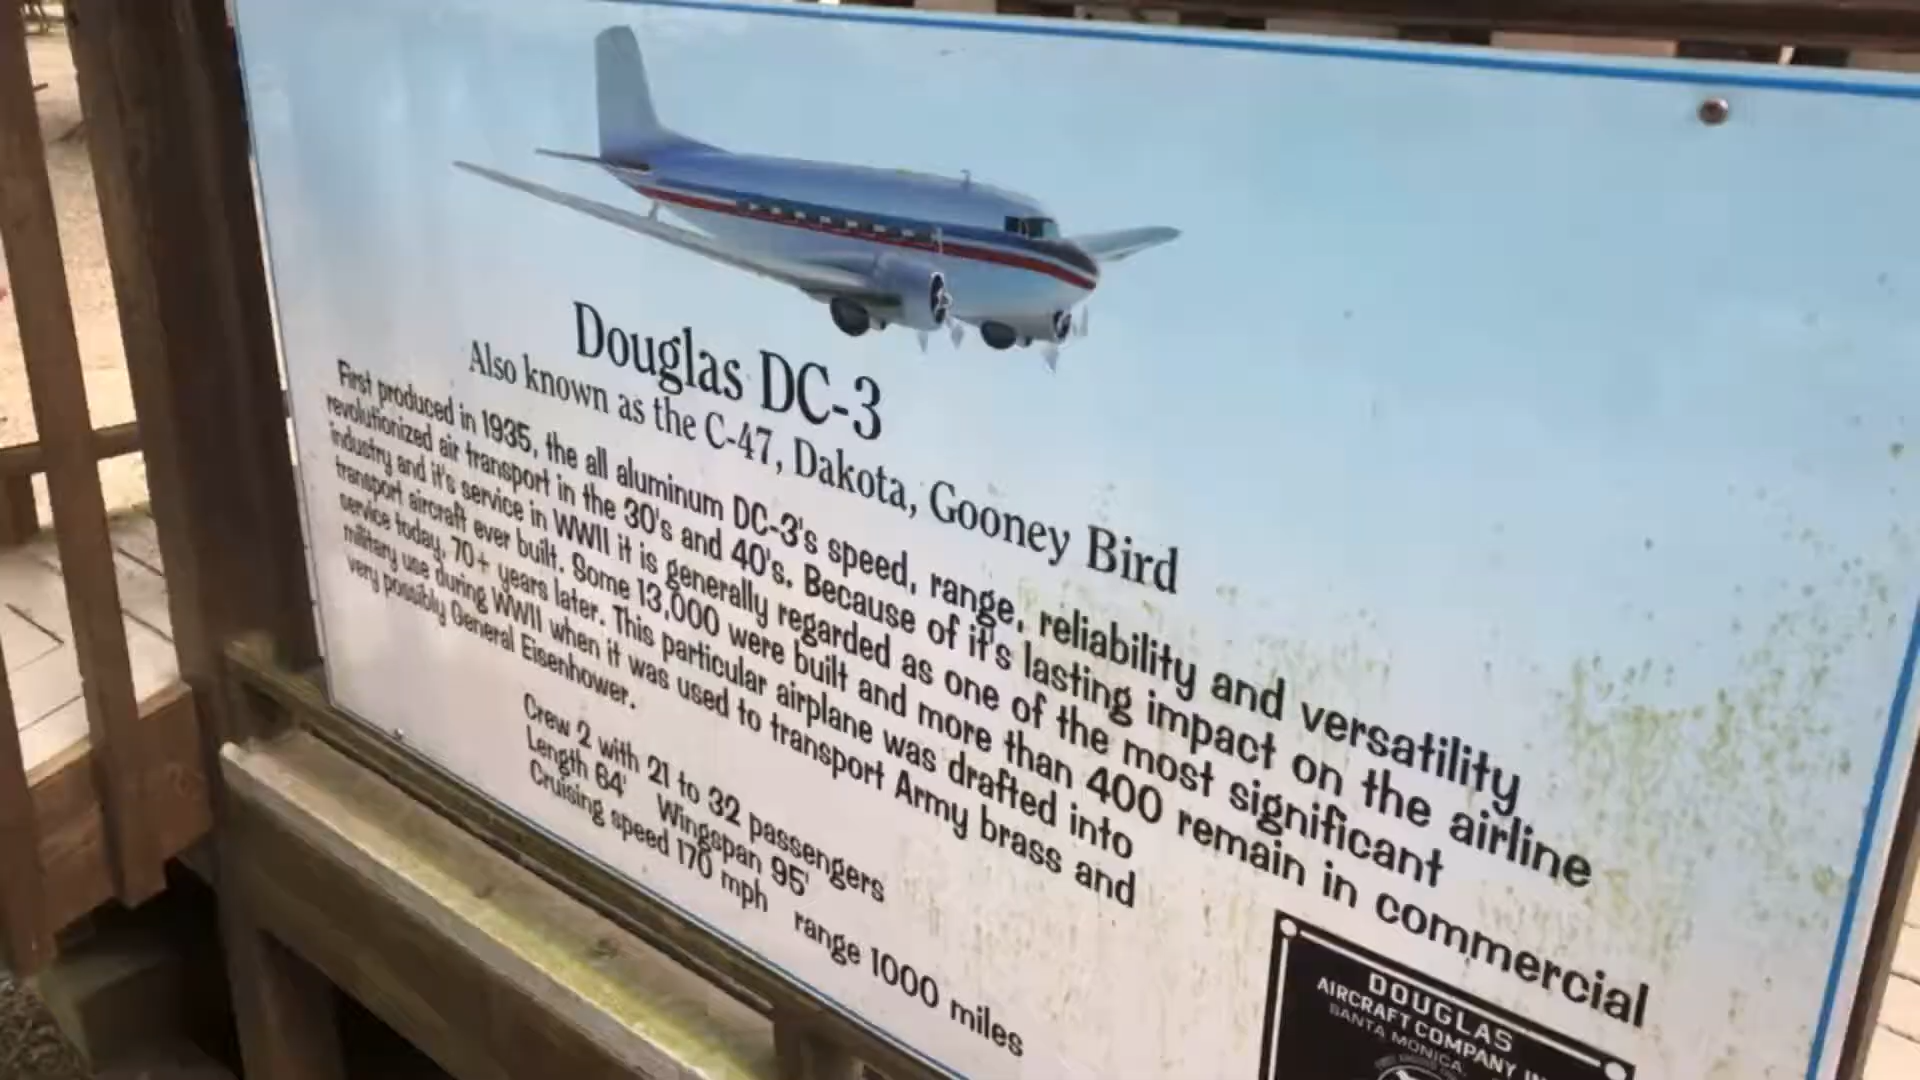 Douglas DC-3
Also known as the C-47, Dakota, Gooney Bird
First produced in 1935, the all aluminum DC-3's speed, range, reliability and versatility
revolutionized air transport in the 30's and 40's. Because of it's lasting impact on the airline
industry and it's service in WWII it is generally regarded as one of the most significant
transport aircraft ever built. Some 13,000 were built and more than 400 remain in commercial
service today, 70+ years later. This particular airplane was drafted into
military use during WWII when it was used to transport Army brass and
very possibly General Eisenhower.
Crew 2 with 21 to 32 passengers
Length 64' Wingspan 95'
Cruising speed 170 mph range 1000 miles
DOUGLAS
AIRCRAFT COMPANY
SANTA MONICA